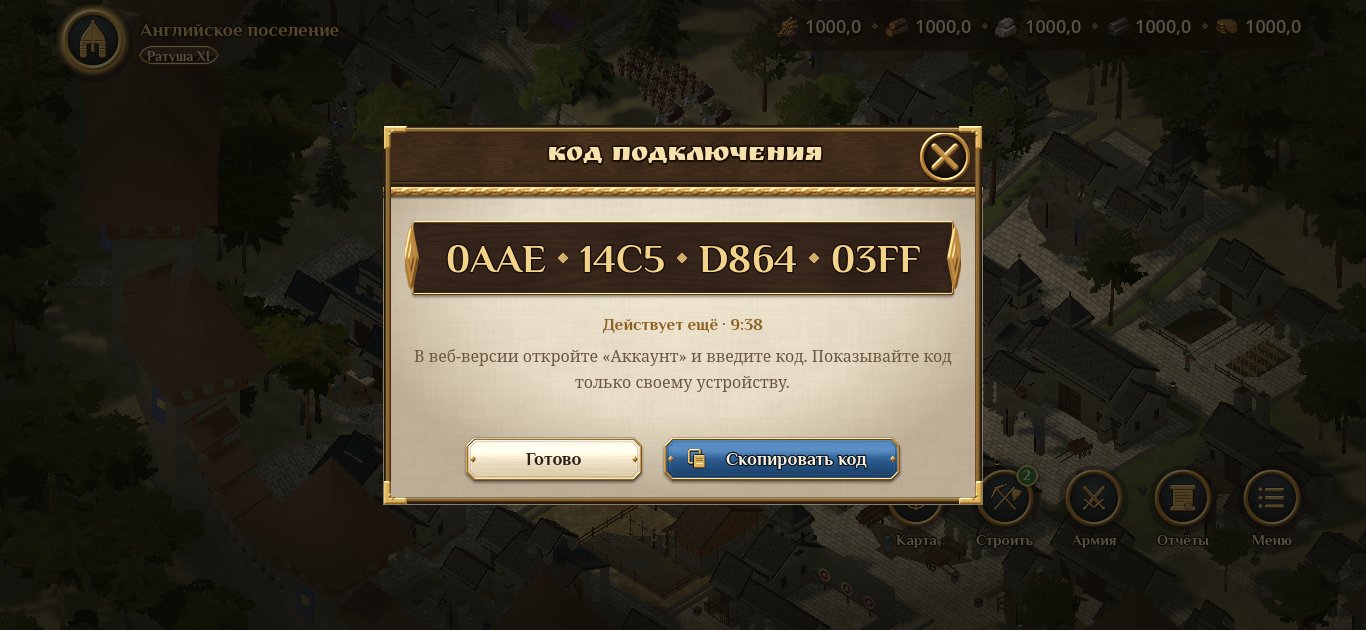 Английское поселение
Ратуша XI
1000,0 • 1000,0 • 1000,0 • 1000,0 • 1000,0
КОД ПОДКЛЮЧЕНИЯ
0AAE • 14C5 • D864 • 03FF
Действует ещё · 9:38
В веб-версии откройте «Аккаунт» и введите код. Показывайте код
только своему устройству.
Готово
Скопировать код
2
Карта
Строить
Армия
Отчёты
Меню